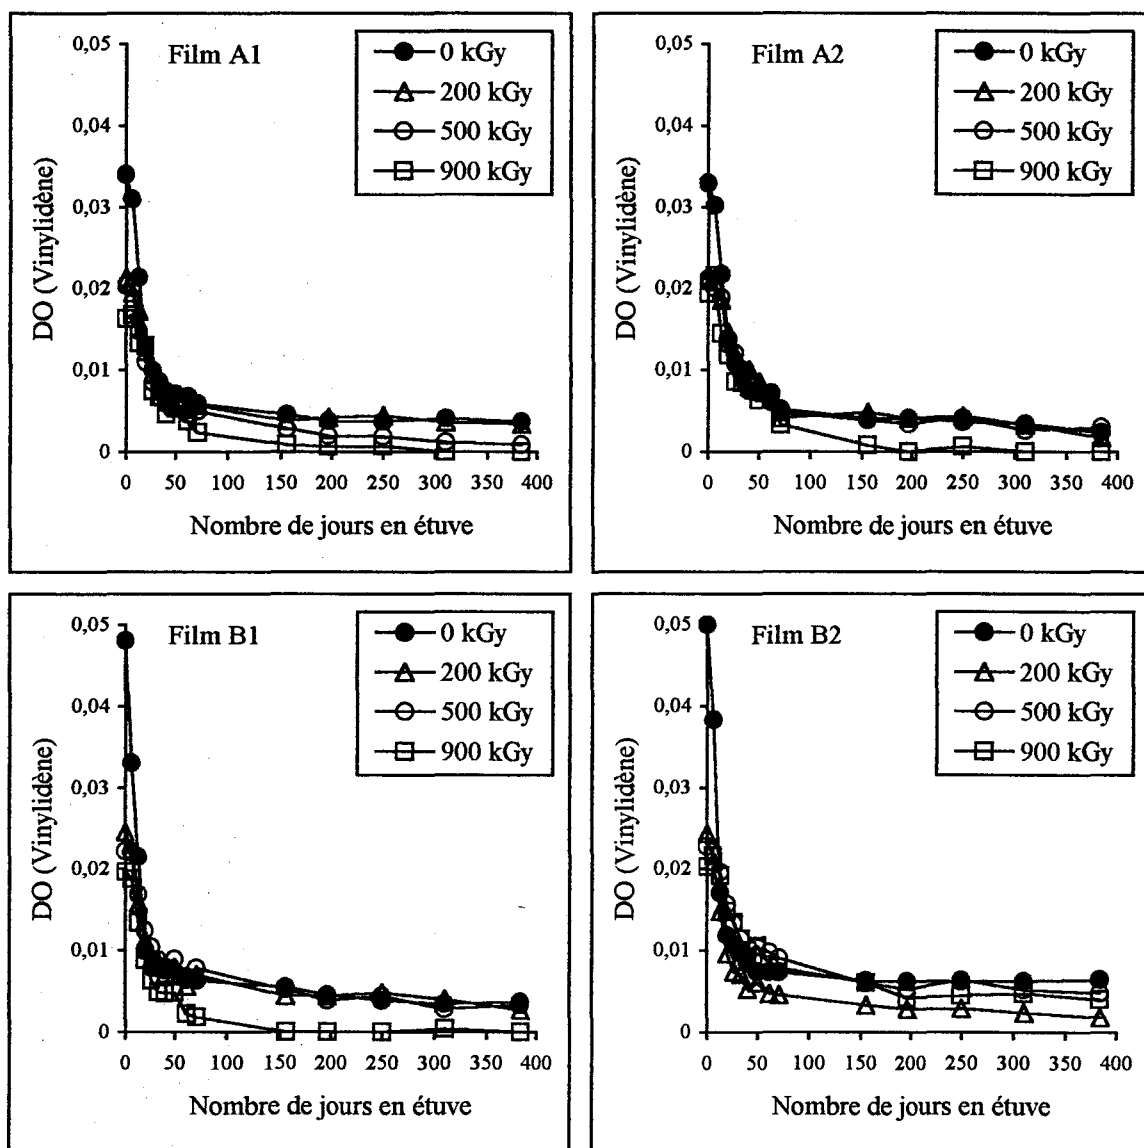 Film A1
0 kGy
200 kGy
500 kGy
900 kGy
DO (Vinylidène)
0,05
0,04
0,03
0,02
0,01
0
0 50 100 150 200 250 300 350 400
Nombre de jours en étuve
Film A2
0 kGy
200 kGy
500 kGy
900 kGy
DO (Vinylidène)
0,05
0,04
0,03
0,02
0,01
0
0 50 100 150 200 250 300 350 400
Nombre de jours en étuve
Film B1
0 kGy
200 kGy
500 kGy
900 kGy
DO (Vinylidène)
0,05
0,04
0,03
0,02
0,01
0
0 50 100 150 200 250 300 350 400
Nombre de jours en étuve
Film B2
0 kGy
200 kGy
500 kGy
900 kGy
DO (Vinylidène)
0,05
0,04
0,03
0,02
0,01
0
0 50 100 150 200 250 300 350 400
Nombre de jours en étuve